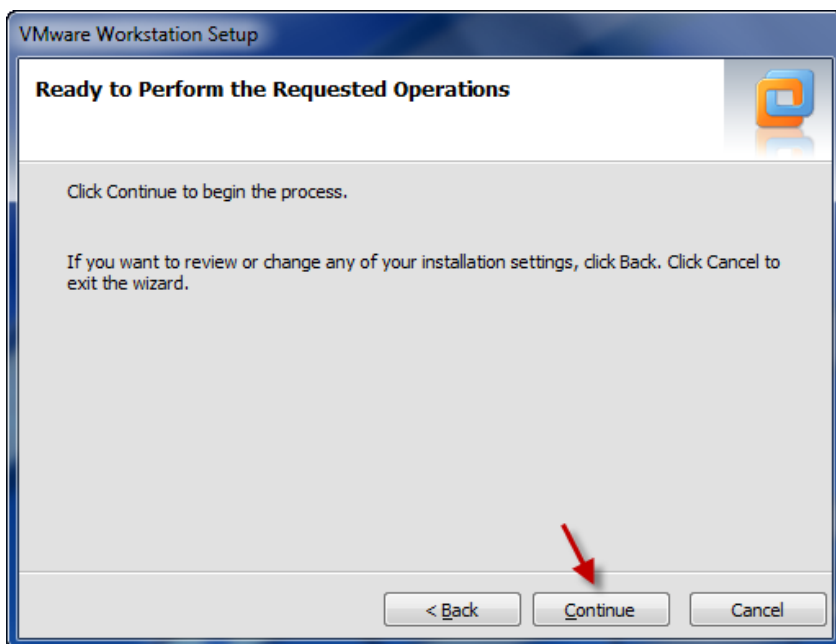 VMware Workstation Setup
Ready to Perform the Requested Operations
Click Continue to begin the process.
If you want to review or change any of your installation settings, click Back. Click Cancel to
exit the wizard.
< Back Continue Cancel